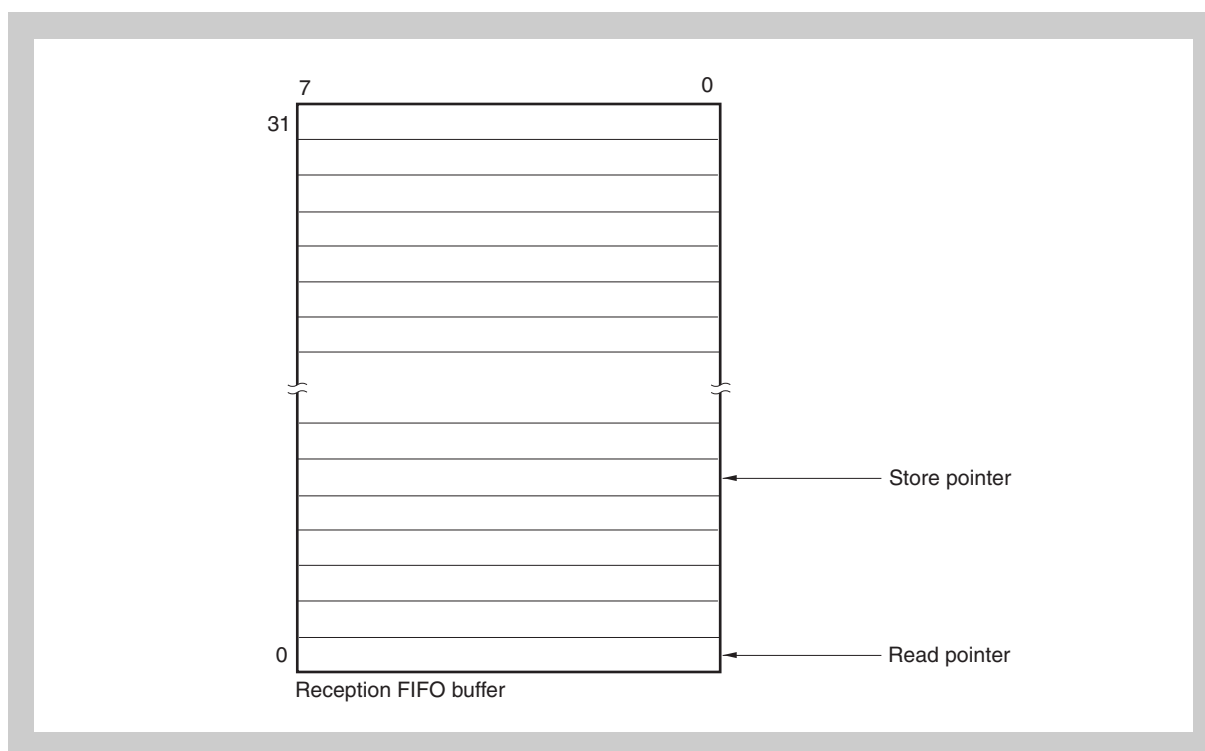 7 0
31
Store pointer
0
Read pointer
Reception FIFO buffer